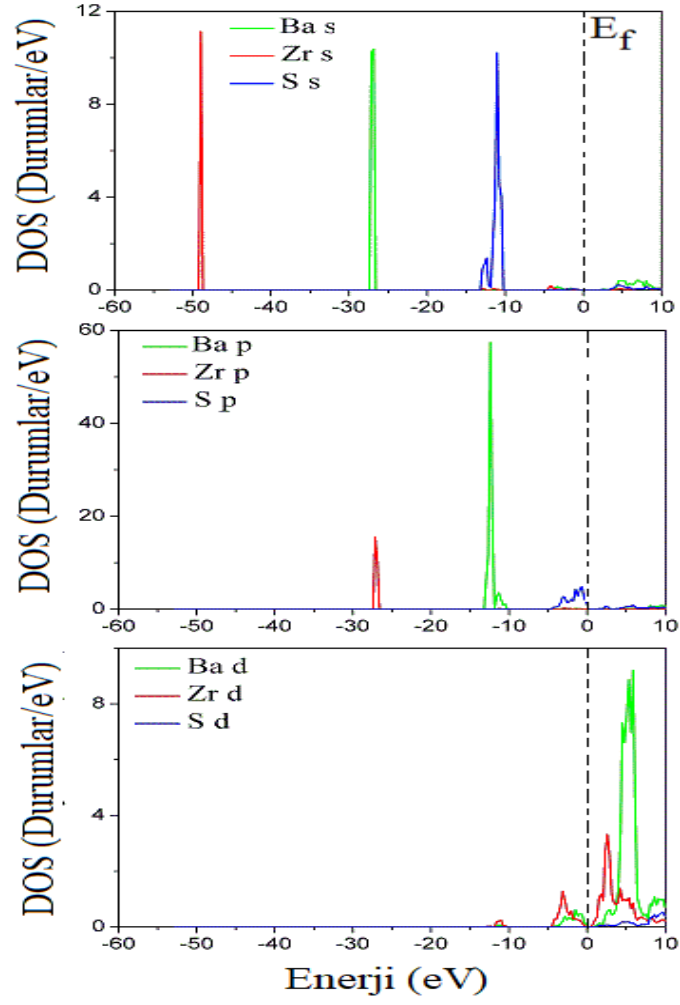 DOS (Durumlar/eV)
12
8
4
0
Ba s
Zr s
S s
E_f
-60 -50 -40 -30 -20 -10 0 10
DOS (Durumlar/eV)
60
40
20
0
Ba p
Zr p
S p
-60 -50 -40 -30 -20 -10 0 10
DOS (Durumlar/eV)
8
4
0
Ba d
Zr d
S d
-60 -50 -40 -30 -20 -10 0 10
Enerji (eV)